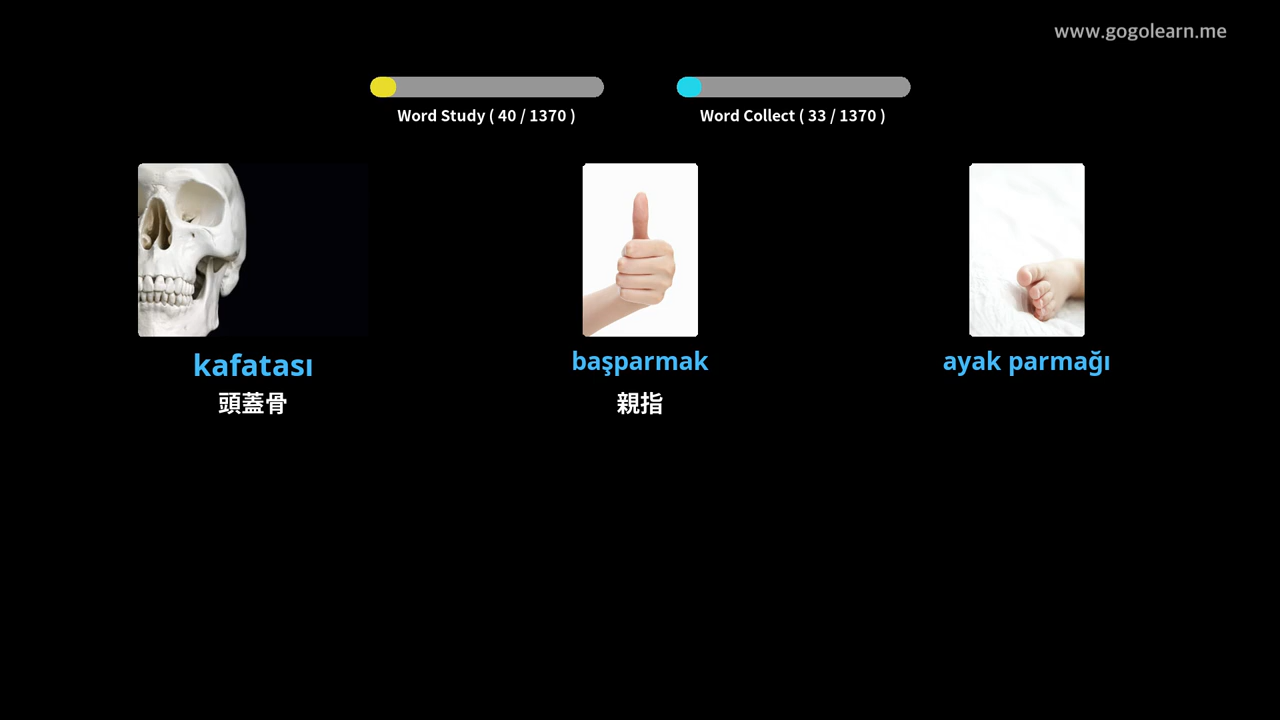 www.gogolearn.me
Word Study ( 40 / 1370 )
Word Collect ( 33 / 1370 )
kafatası
頭蓋骨
başparmak
親指
ayak parmağı